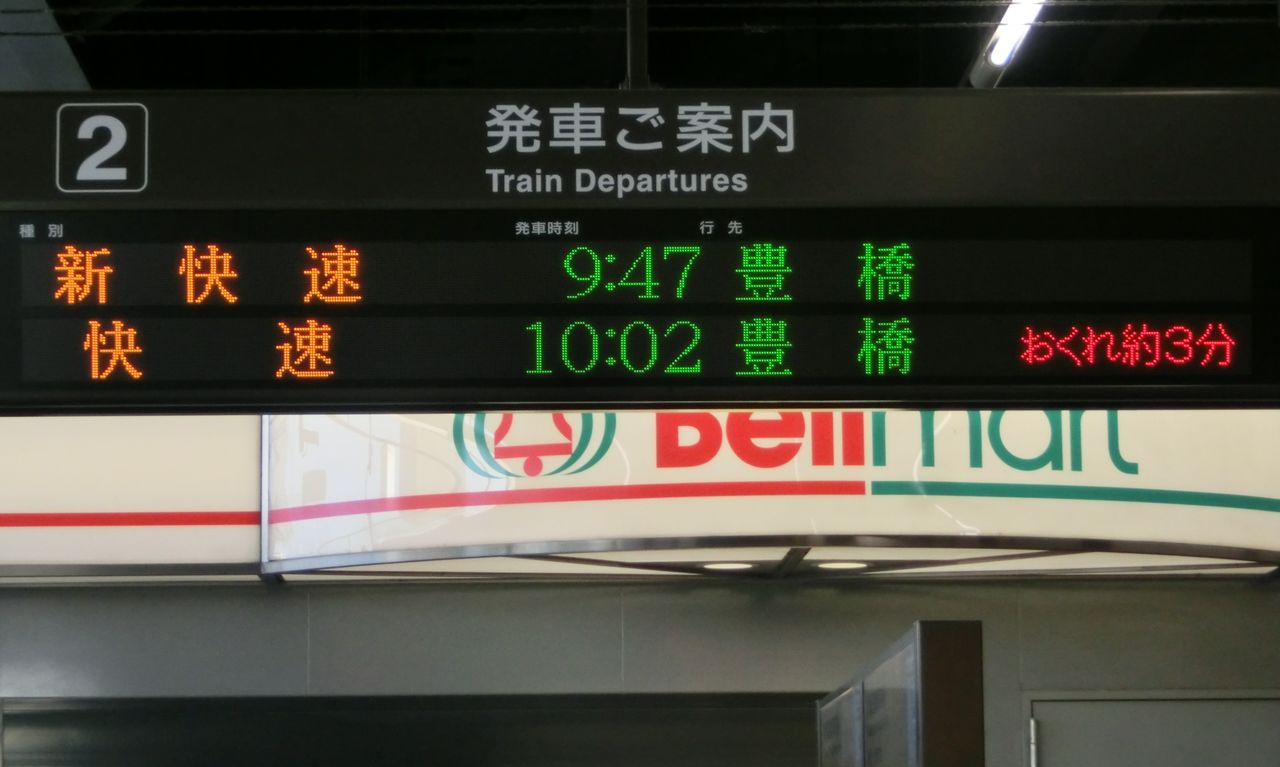 2
発車ご案内
Train Departures
種別 発車時刻 行先
新快速 9:47 豊橋
快速 10:02 豊橋 おくれ約3分
Bellmart